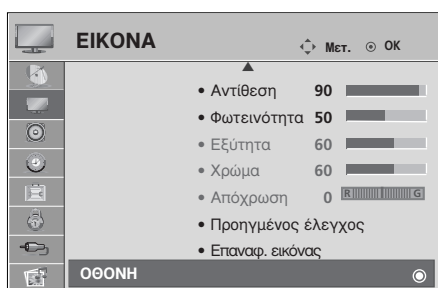 ΕΙΚΟΝΑ Μετ. OK
• Αντίθεση 90
• Φωτεινότητα 50
• Εξύτητα 60
• Χρώμα 60
• Απόχρωση 0 R G
• Προηγμένος έλεγχος
• Επαναφ. εικόνας
ΟΘΟΝΗ